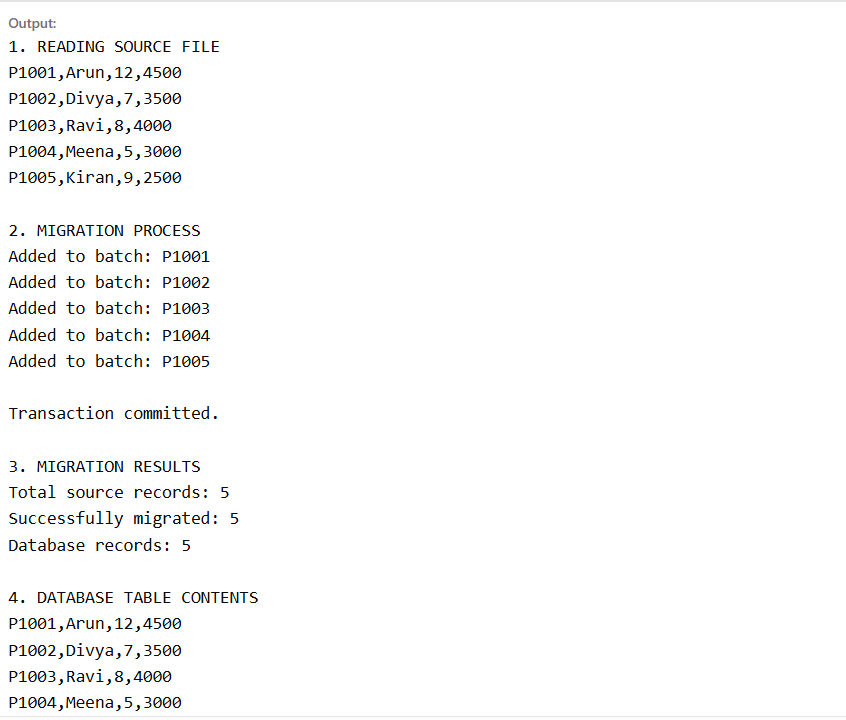 Output:
1. READING SOURCE FILE
P1001,Arun,12,4500
P1002,Divya,7,3500
P1003,Ravi,8,4000
P1004,Meena,5,3000
P1005,Kiran,9,2500
2. MIGRATION PROCESS
Added to batch: P1001
Added to batch: P1002
Added to batch: P1003
Added to batch: P1004
Added to batch: P1005
Transaction committed.
3. MIGRATION RESULTS
Total source records: 5
Successfully migrated: 5
Database records: 5
4. DATABASE TABLE CONTENTS
P1001,Arun,12,4500
P1002,Divya,7,3500
P1003,Ravi,8,4000
P1004,Meena,5,3000